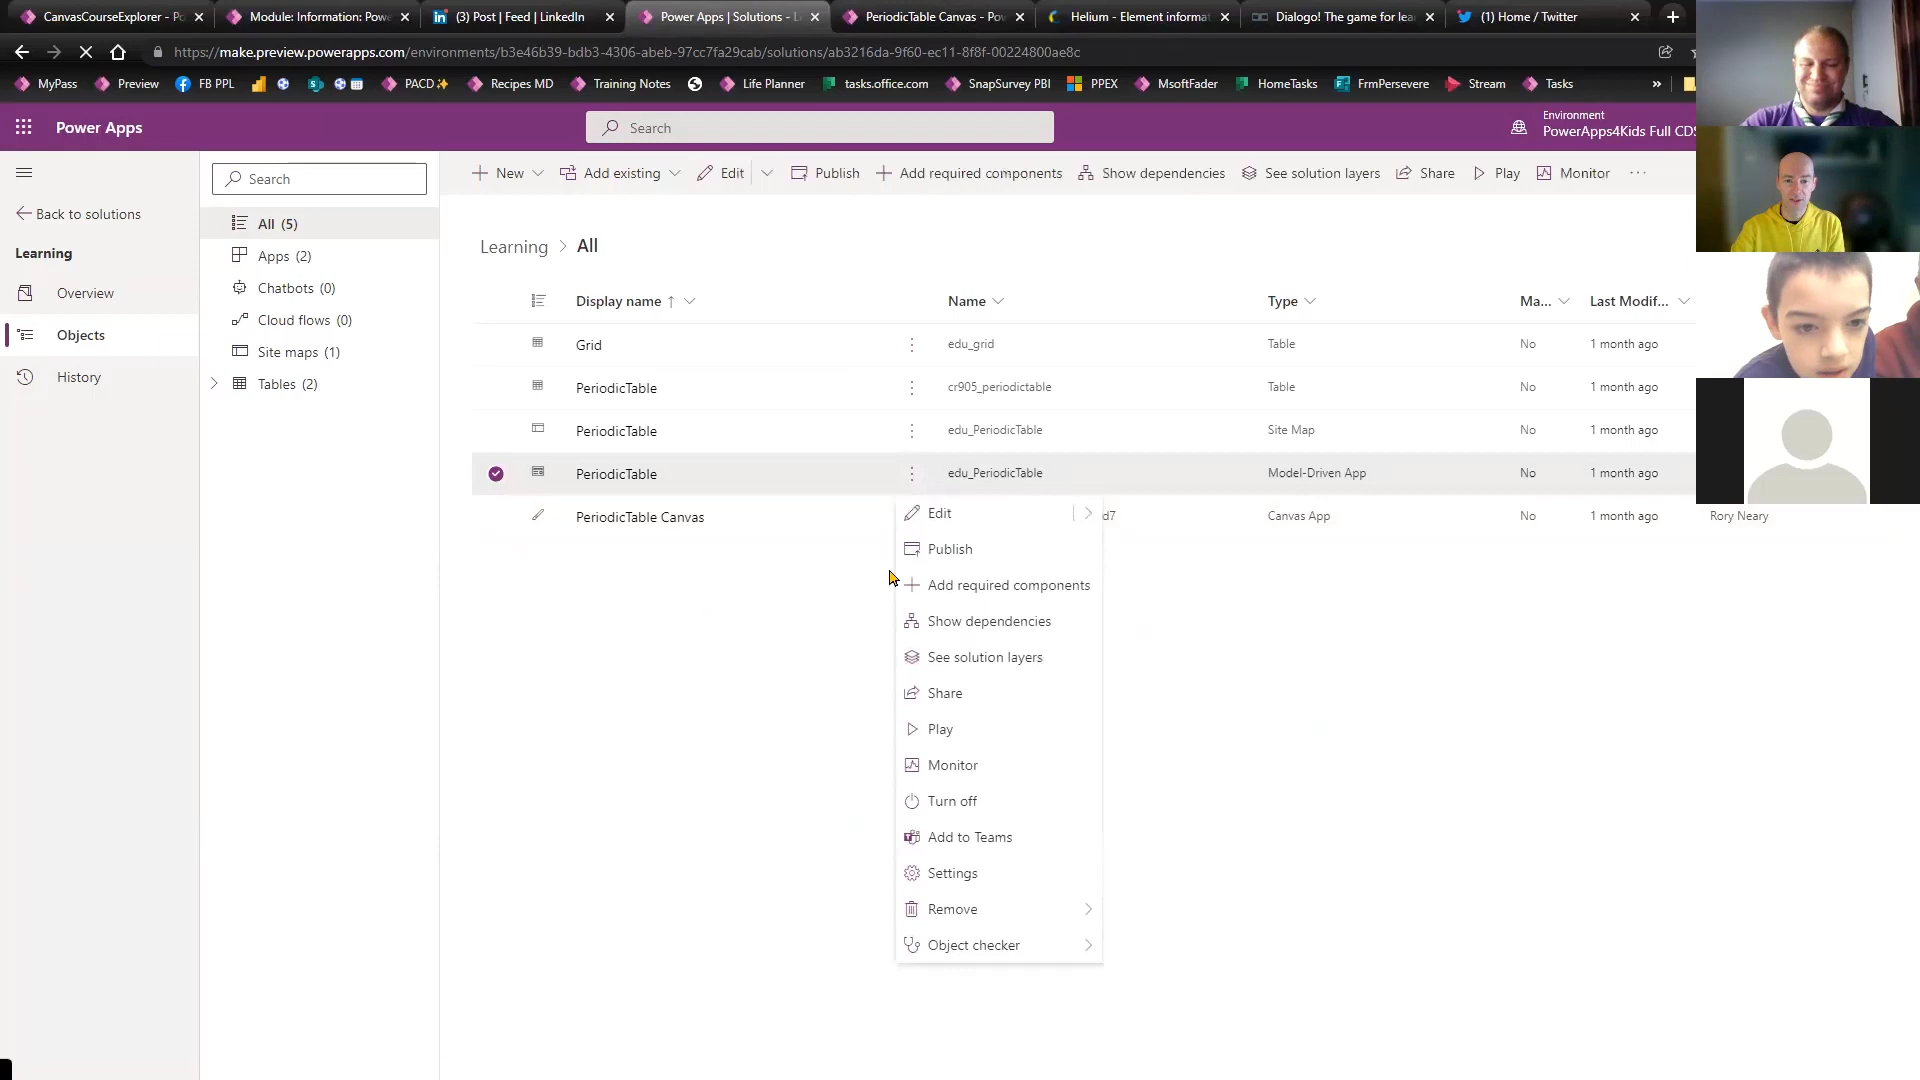 CanvasCourseExplorer - Po
Module: Information: Powe
(3) Post | Feed | LinkedIn
Power Apps | Solutions - L
PeriodicTable Canvas - Pow
Helium - Element informat
Dialogo! The game for lea
(1) Home / Twitter
https://make.preview.powerapps.com/environments/b3e46b39-bdb3-4306-abeb-97cc7fa29cab/solutions/ab3216da-9f60-ec11-8f8f-00224800ae8c
MyPass
Preview
FB PPL
PACD
Recipes MD
Training Notes
Life Planner
tasks.office.com
SnapSurvey PBI
PPEX
MsoftFader
HomeTasks
FrmPersevere
Stream
Tasks
Power Apps
Search
Environment
PowerApps4Kids Full CDS
Search
New
Add existing
Edit
Publish
Add required components
Show dependencies
See solution layers
Share
Play
Monitor
Back to solutions
Learning
Overview
Objects
History
All (5)
Apps (2)
Chatbots (0)
Cloud flows (0)
Site maps (1)
Tables (2)
Learning > All
Display name ↑ Name Type Ma... Last Modif...
Grid edu_grid Table No 1 month ago
PeriodicTable cr905_periodictable Table No 1 month ago
PeriodicTable edu_PeriodicTable Site Map No 1 month ago
PeriodicTable edu_PeriodicTable Model-Driven App No 1 month ago
PeriodicTable Canvas d7 Canvas App No 1 month ago Rory Neary
Edit
Publish
Add required components
Show dependencies
See solution layers
Share
Play
Monitor
Turn off
Add to Teams
Settings
Remove
Object checker